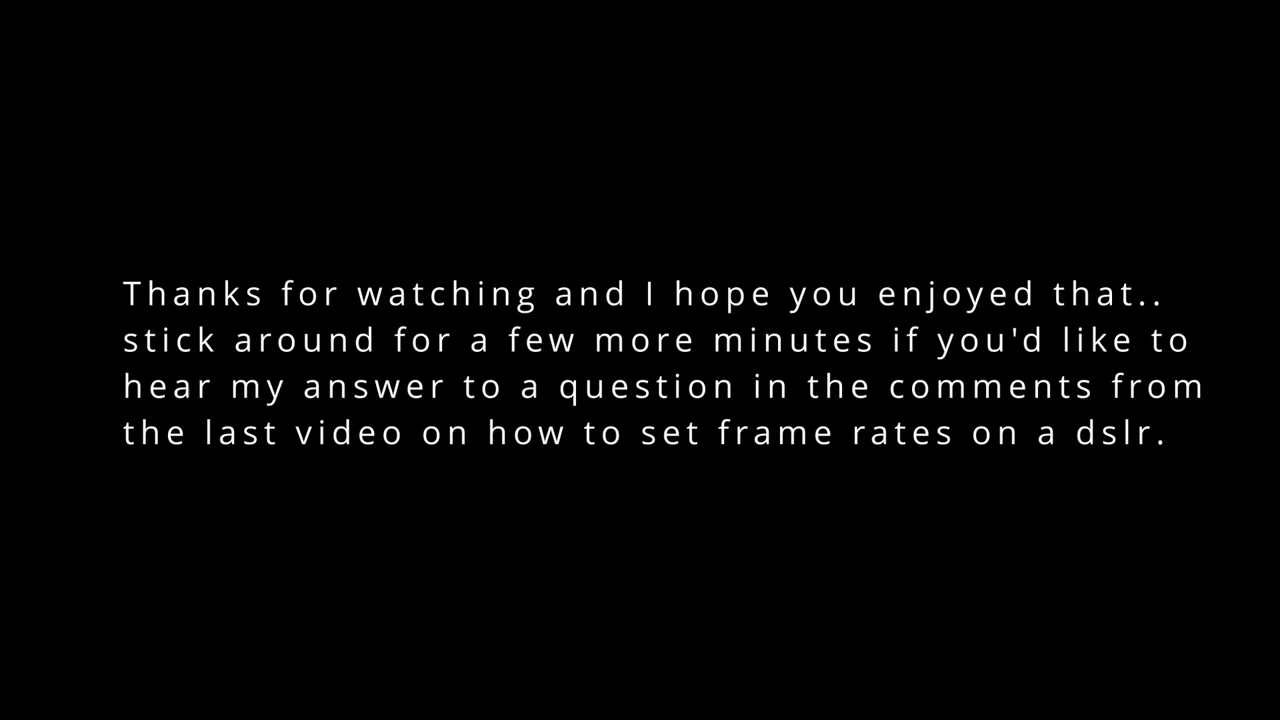 Thanks for watching and I hope you enjoyed that..
stick around for a few more minutes if you'd like to
hear my answer to a question in the comments from
the last video on how to set frame rates on a dslr.